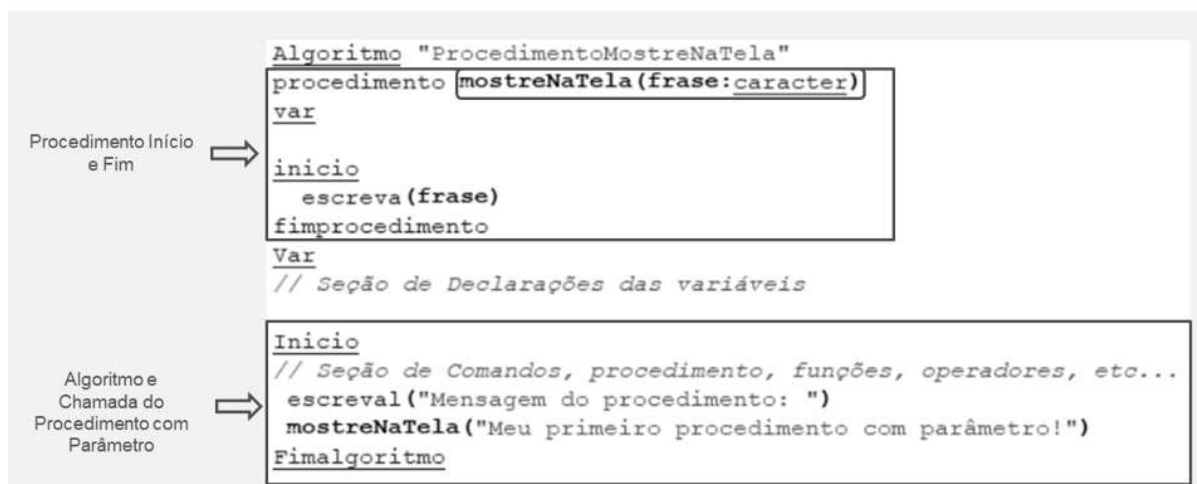 Algoritmo "ProcedimentoMostreNaTela"
procedimento mostreNaTela(frase:caracter)
var
Procedimento Início
e Fim
inicio
escreva(frase)
fimprocedimento
Var
// Seção de Declarações das variáveis
Inicio
// Seção de Comandos, procedimento, funções, operadores, etc...
escreval("Mensagem do procedimento: ")
mostreNaTela("Meu primeiro procedimento com parâmetro!")
Fimalgoritmo
Algoritmo e
Chamada do
Procedimento com
Parâmetro